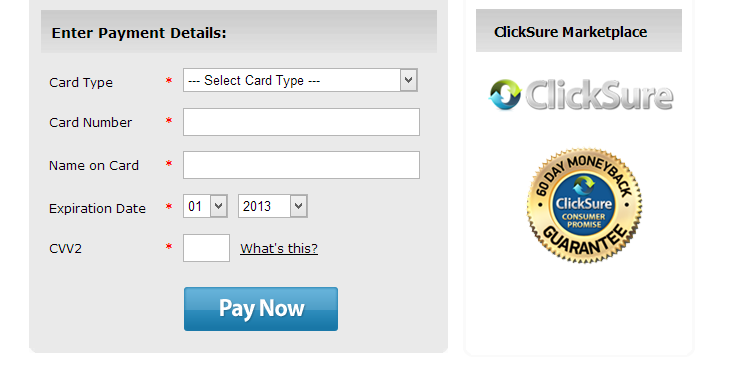 Enter Payment Details:
Card Type * --- Select Card Type ---
Card Number *
Name on Card *
Expiration Date * 01 2013
CVV2 * What's this?
Pay Now
ClickSure Marketplace
ClickSure
60 DAY MONEYBACK
ClickSure
CONSUMER
PROMISE
GUARANTEE